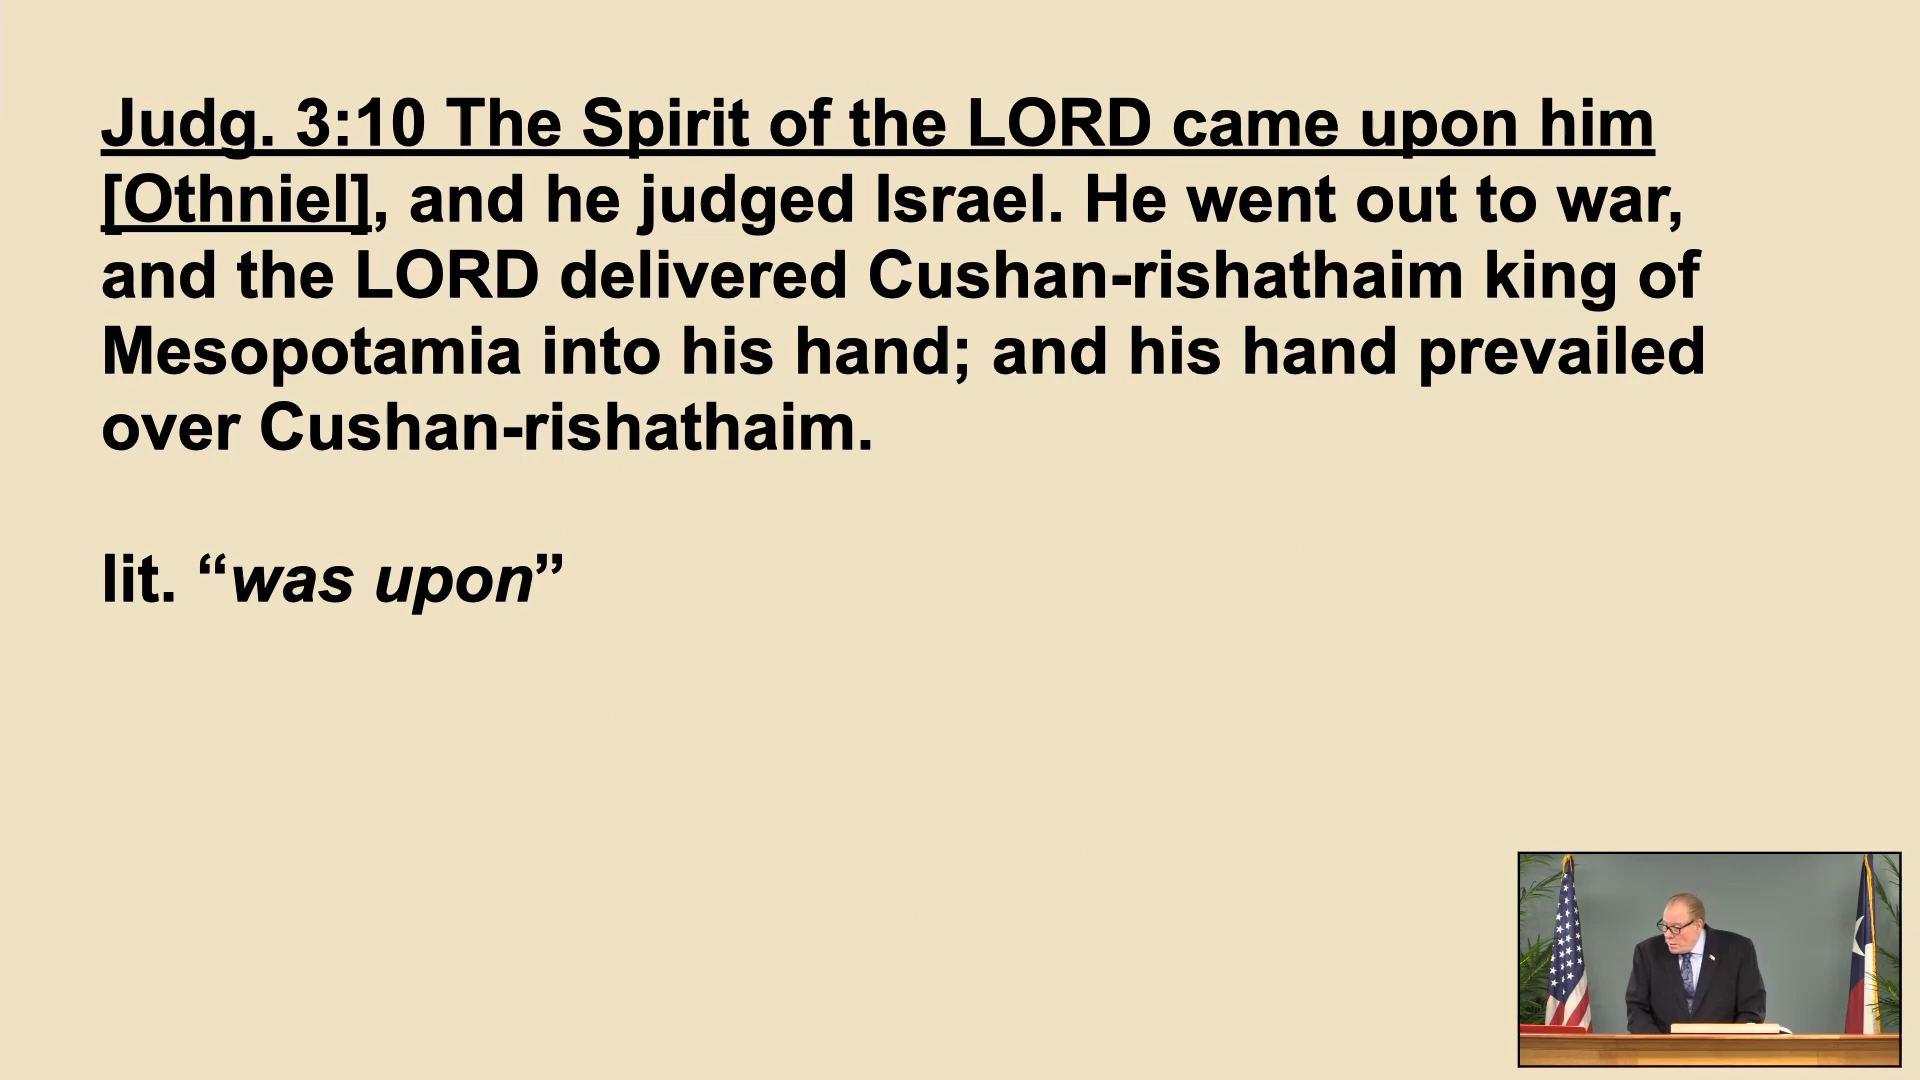 Judg. 3:10 The Spirit of the LORD came upon him
[Othniel], and he judged Israel. He went out to war,
and the LORD delivered Cushan-rishathaim king of
Mesopotamia into his hand; and his hand prevailed
over Cushan-rishathaim.
lit. “was upon”